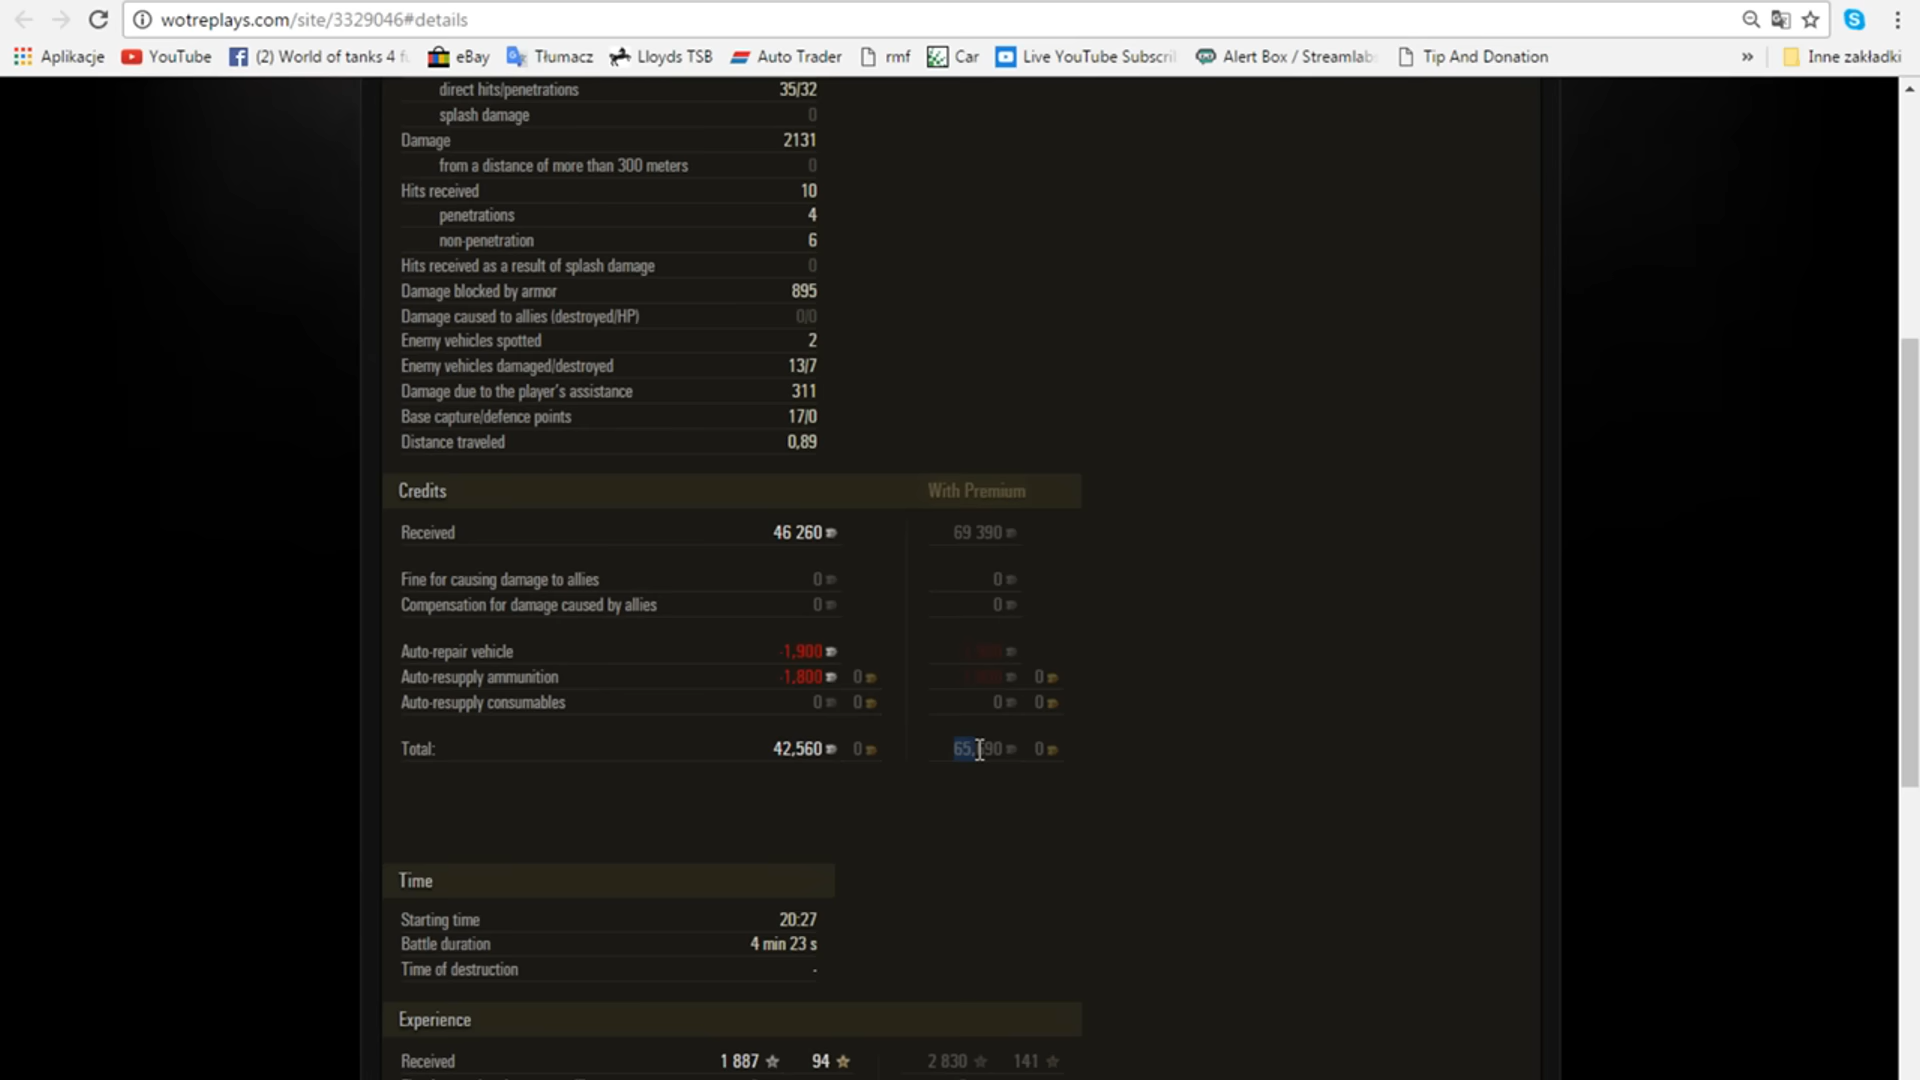 wotreplays.com/site/3329046#details
Aplikacje YouTube (2) World of tanks 4 f eBay Tłumacz Lloyds TSB Auto Trader rmf Car Live YouTube Subscri Alert Box / Streamlab Tip And Donation » Inne zakładki
direct hits/penetrations 35/32
splash damage 0
Damage 2131
from a distance of more than 300 meters 0
Hits received 10
penetrations 4
non-penetration 6
Hits received as a result of splash damage 0
Damage blocked by armor 895
Damage caused to allies (destroyed/HP) 0/0
Enemy vehicles spotted 2
Enemy vehicles damaged/destroyed 13/7
Damage due to the player's assistance 311
Base capture/defence points 17/0
Distance traveled 0,89
Credits With Premium
Received 46 260 69 390
Fine for causing damage to allies 0 0
Compensation for damage caused by allies 0 0
Auto-repair vehicle -1,900
Auto-resupply ammunition -1,800 0 0
Auto-resupply consumables 0 0 0 0
Total: 42,560 0 0
Time
Starting time 20:27
Battle duration 4 min 23 s
Time of destruction -
Experience
Received 1 887 94 2 830 141